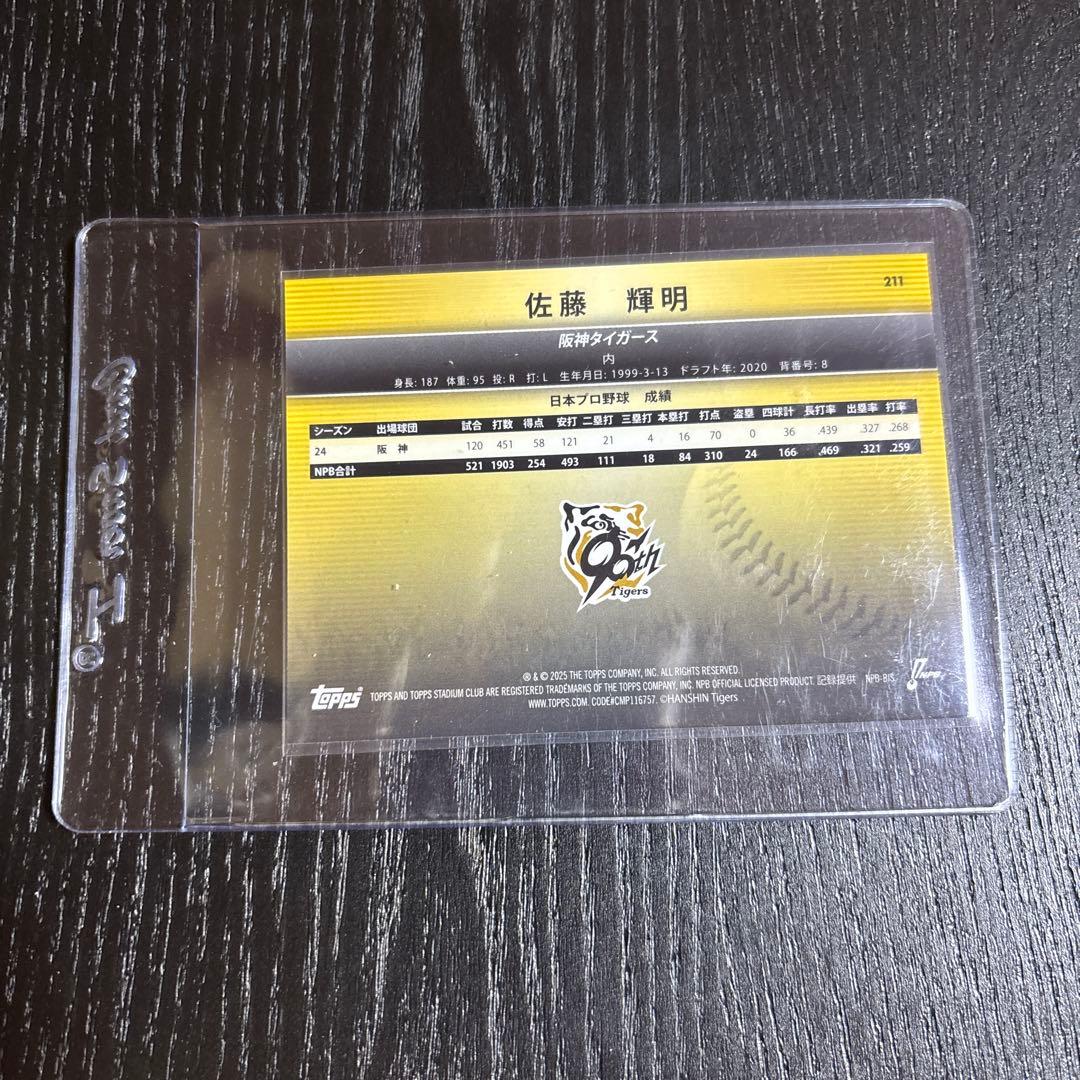 211
佐藤 輝明
阪神タイガース
内
身長: 187 体重: 95 投: R 打: L 生年月日: 1999-3-13 ドラフト年: 2020 背番号: 8
日本プロ野球 成績
シーズン 出場球団 試合 打数 得点 安打 二塁打 三塁打 本塁打 打点 盗塁 四球計 長打率 出塁率 打率
24 阪 神 120 451 58 121 21 4 16 70 0 36 .439 .327 .268
NPB合計 521 1903 254 493 111 18 84 310 24 166 .469 .321 .259
90th
Tigers
® & © 2025 THE TOPPS COMPANY, INC. ALL RIGHTS RESERVED.
topps TOPPS AND TOPPS STADIUM CLUB ARE REGISTERED TRADEMARKS OF THE TOPPS COMPANY, INC. NPB OFFICIAL LICENSED PRODUCT. 記録提供 NPB-BIS NPB
WWW.TOPPS.COM. CODE#CMP116757. ©HANSHIN Tigers